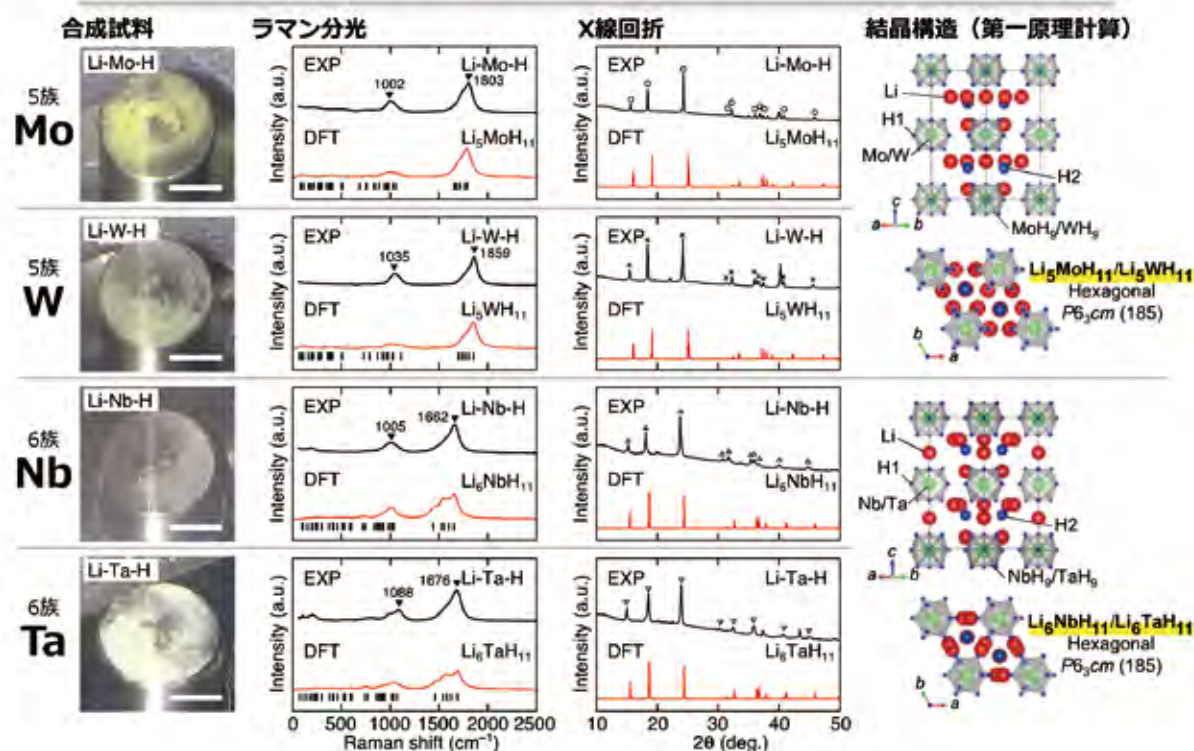 合成試料 ラマン分光 X線回折 結晶構造（第一原理計算）
5族
Mo
Li-Mo-H
EXP Li-Mo-H
1002 1803
DFT Li₅MoH₁₁
Intensity (a.u.)
EXP Li-Mo-H
DFT Li₅MoH₁₁
Intensity (a.u.)
Li
H1
Mo/W
H2
MoH₉/WH₉
c
a b
5族
W
Li-W-H
EXP Li-W-H
1035 1859
DFT Li₅WH₁₁
Intensity (a.u.)
EXP Li-W-H
DFT Li₅WH₁₁
Intensity (a.u.)
Li₅MoH₁₁/Li₅WH₁₁
Hexagonal
P6₃cm (185)
b
a
6族
Nb
Li-Nb-H
EXP Li-Nb-H
1005 1662
DFT Li₆NbH₁₁
Intensity (a.u.)
EXP Li-Nb-H
DFT Li₆NbH₁₁
Intensity (a.u.)
Li
H1
Nb/Ta
H2
NbH₉/TaH₉
c
a b
6族
Ta
Li-Ta-H
EXP Li-Ta-H
1088 1676
DFT Li₆TaH₁₁
Intensity (a.u.)
0 500 1000 1500 2000 2500
Raman shift (cm⁻¹)
EXP Li-Ta-H
DFT Li₆TaH₁₁
Intensity (a.u.)
10 20 30 40 50
2θ (deg.)
Li₆NbH₁₁/Li₆TaH₁₁
Hexagonal
P6₃cm (185)
b
a